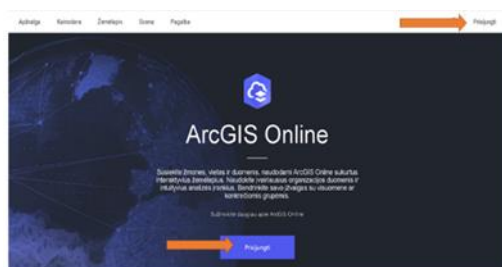 Apžvalga Kartoteka Žemėlapis Scena Pagalba Prisijungti
ArcGIS Online
Susiekite žmones, vietas ir duomenis, naudodami ArcGIS Online sukurtus
interaktyvius žemėlapius. Naudokite įvairiausius organizacijos duomenis ir
intuityvius analizės įrankius. Bendrinkite savo įžvalgas su visuomene ar
konkrečiomis grupėmis.
Sužinokite daugiau apie ArcGIS Online
Prisijungti